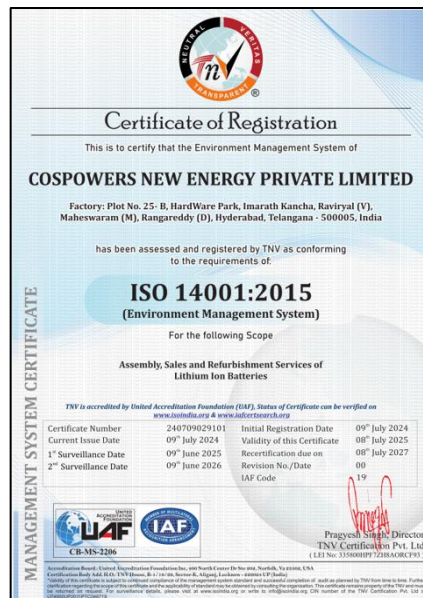 NEUTRAL VERITAS
TnV
TRANSPARENT
®
Certificate of Registration
This is to certify that the Environment Management System of
COSPOWERS NEW ENERGY PRIVATE LIMITED
Factory: Plot No. 25- B, HardWare Park, Imarath Kancha, Raviryal (V),
Maheswaram (M), Rangareddy (D), Hyderabad, Telangana - 500005, India
has been assessed and registered by TNV as conforming
to the requirements of:
ISO 14001:2015
(Environment Management System)
For the following Scope
Assembly, Sales and Refurbishment Services of
Lithium Ion Batteries
TNV is accredited by United Accreditation Foundation (UAF), Status of Certificate can be verified on
www.isoindia.org & www.iafcertsearch.org
Certificate Number 240709029101 Initial Registration Date 09th July 2024
Current Issue Date 09th July 2024 Validity of this Certificate 08th July 2025
1st Surveillance Date 09th June 2025 Recertification due on 08th July 2027
2nd Surveillance Date 09th June 2026 Revision No./Date 00
IAF Code 19
MANAGEMENT SYSTEM CERTIFICATE
UNITED
ACCREDITATION
FOUNDATION
UAF
CB-MS-2206
IAF
Pragyesh Singh, Director
TNV Certification Pvt. Ltd